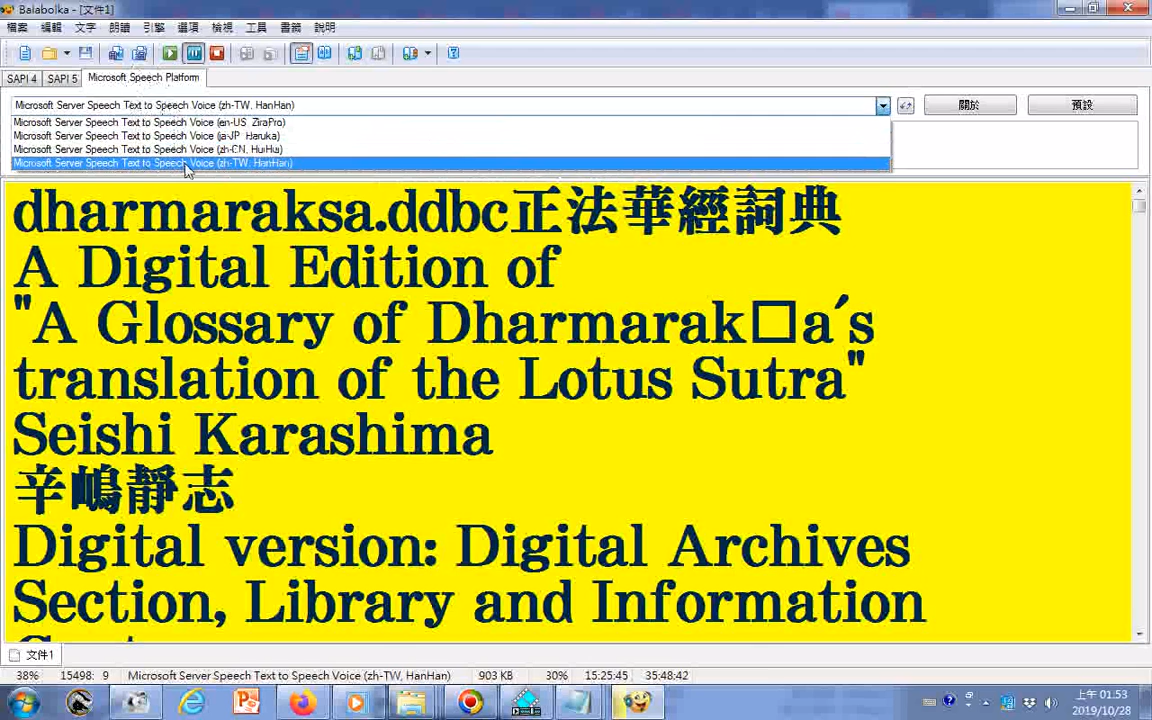 Balabolka - [文件1]
檔案 編輯 文字 朗讀 引擎 選項 檢視 工具 書籤 說明
SAPI 4 SAPI 5 Microsoft Speech Platform
Microsoft Server Speech Text to Speech Voice (zh-TW, HanHan)
關於 預設
Microsoft Server Speech Text to Speech Voice (en-US, ZiraPro)
Microsoft Server Speech Text to Speech Voice (ja-JP, Haruka)
Microsoft Server Speech Text to Speech Voice (zh-CN, HuiHui)
Microsoft Server Speech Text to Speech Voice (zh-TW, HanHan)
dharmaraksa.ddbc正法華經詞典
A Digital Edition of
"A Glossary of Dharmarak□a´s
translation of the Lotus Sutra"
Seishi Karashima
辛嶋靜志
Digital version: Digital Archives
Section, Library and Information
文件1
38% 15498: 9 Microsoft Server Speech Text to Speech Voice (zh-TW, HanHan) 903 KB 30% 15:25:45 35:48:42
上午 01:53
2019/10/28